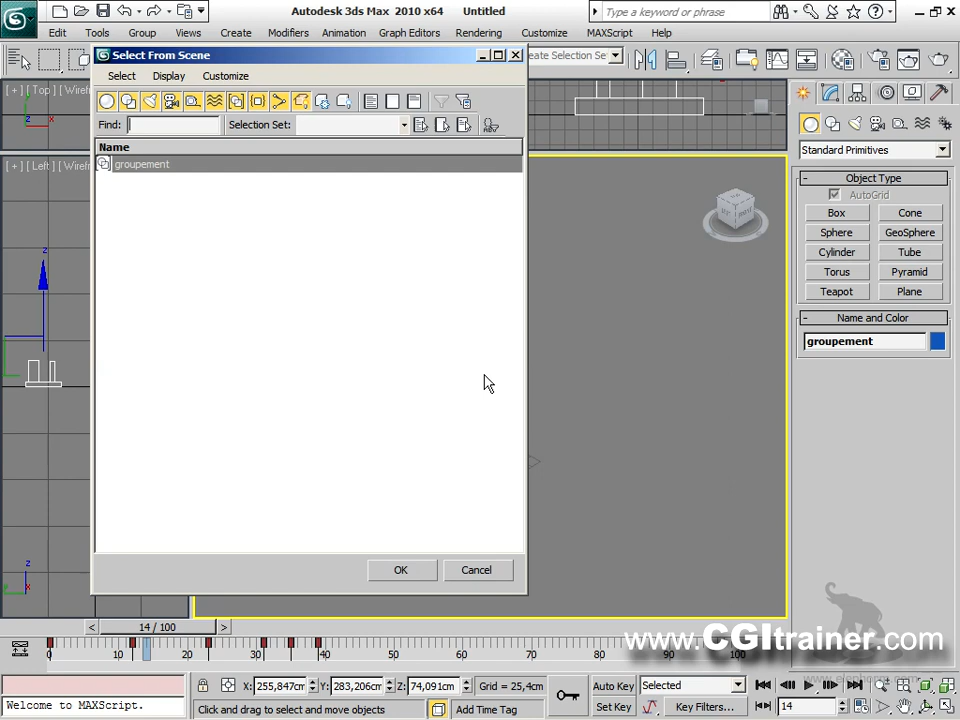 Autodesk 3ds Max 2010 x64 Untitled
Type a keyword or phrase
Edit Tools Group Views Create Modifiers Animation Graph Editors Rendering Customize MAXScript Help
Select From Scene
Create Selection Se
Select Display Customize
[ + ] [ Top ] [ Wirefr
Find:
Selection Set:
Name
groupement
[ + ] [ Left ] [ Wirefr
Standard Primitives
- Object Type
AutoGrid
Box Cone
Sphere GeoSphere
Cylinder Tube
Torus Pyramid
Teapot Plane
- Name and Color
groupement
z
x
z
z
y x
OK Cancel
< 14 / 100 >
0 10 20 30 40 50 60 70 80 90 100
www.CGItrainer.com
X: 255,847cm Y: 283,206cm Z: 74,091cm Grid = 25,4cm
Auto Key Selected
Welcome to MAXScript.
Click and drag to select and move objects
Add Time Tag
Set Key Key Filters...
14